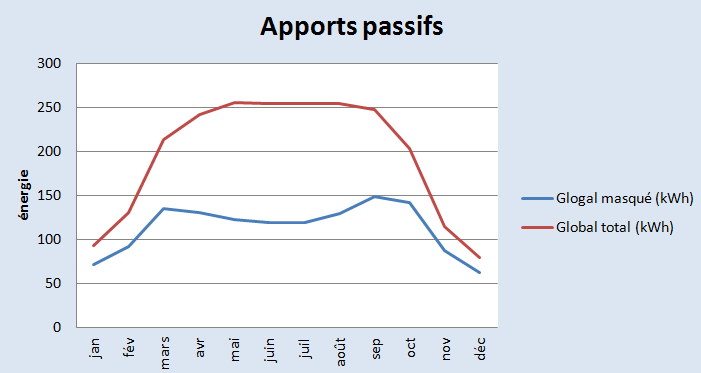 Apports passifs
300
250
200
150
100
50
0
énergie
jan
fév
mars
avr
mai
juin
juil
août
sep
oct
nov
déc
Glogal masqué (kWh)
Global total (kWh)